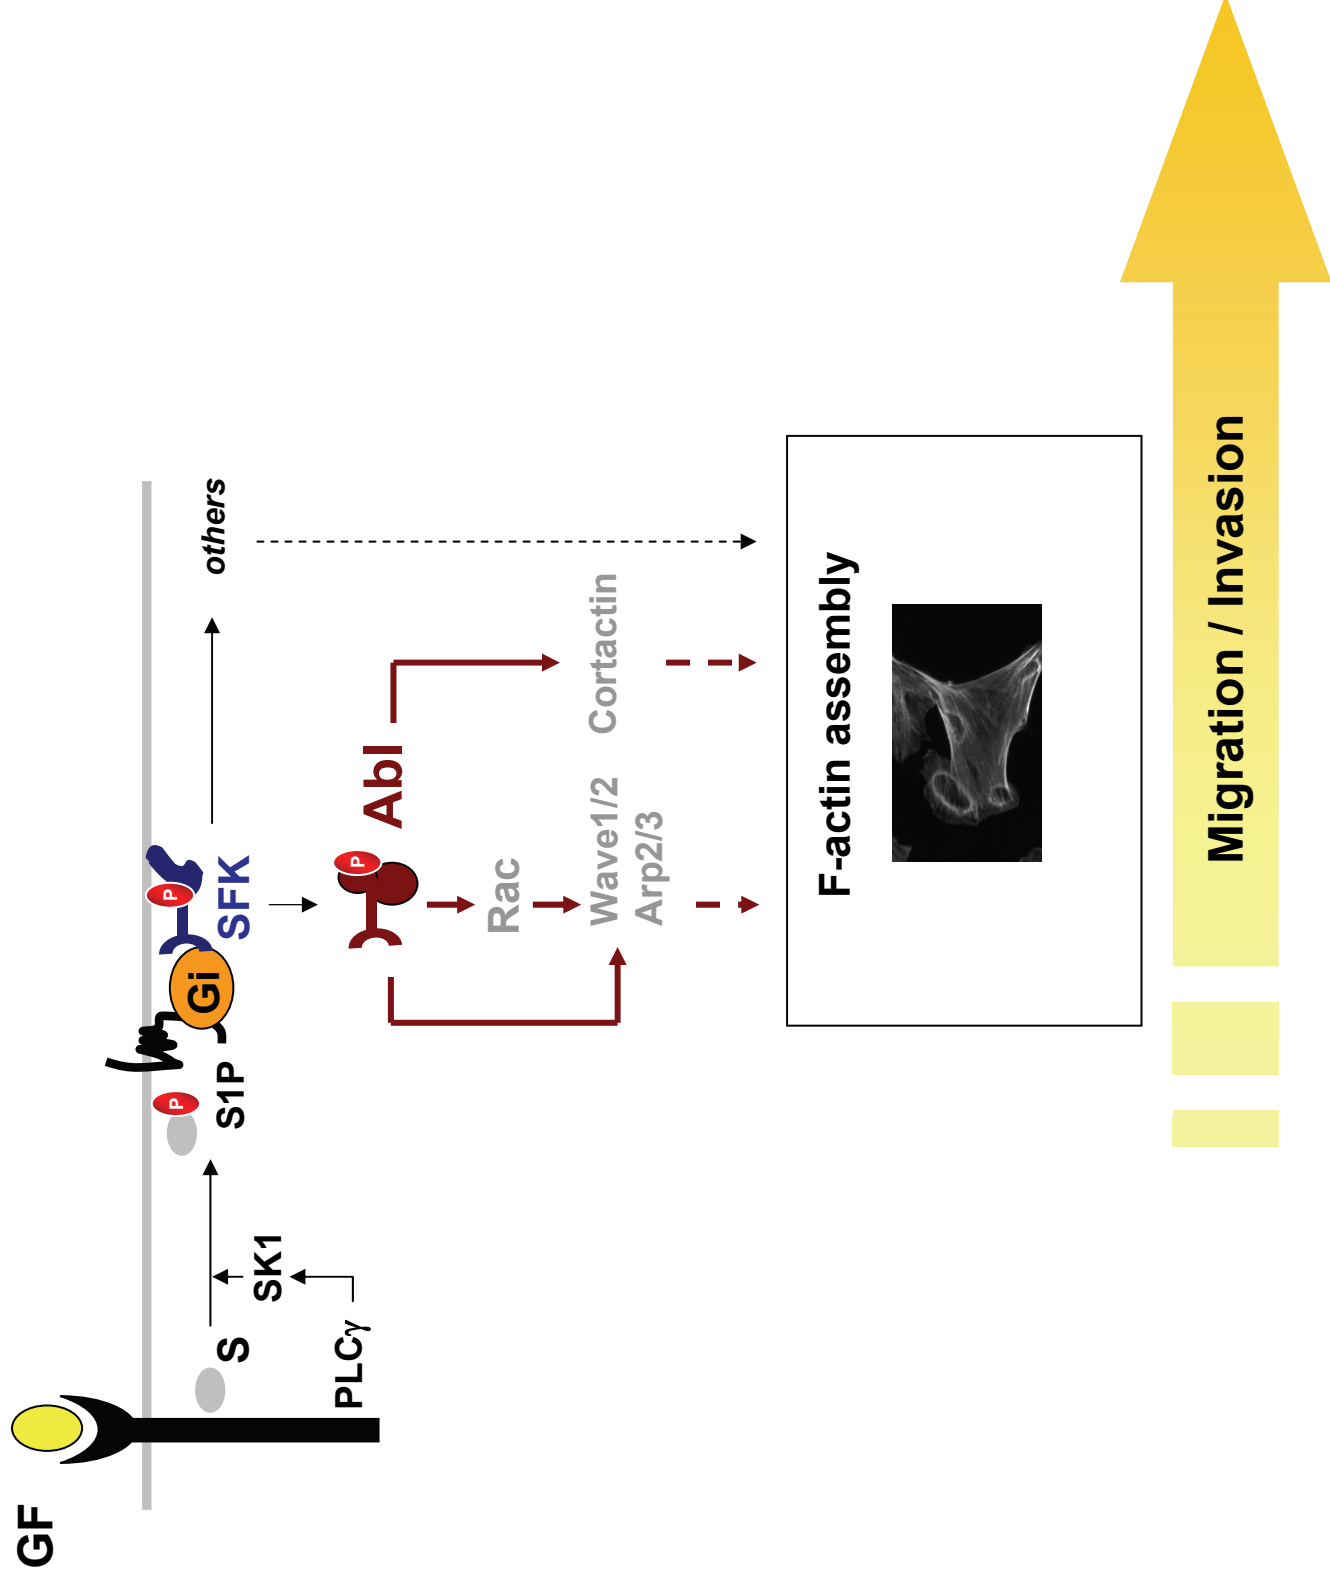 GF
S
PLCγ
SK1
S1P
P
Gi
P
SFK
others
P
Abl
Rac
Wave1/2
Arp2/3
Cortactin
F-actin assembly
Migration / Invasion